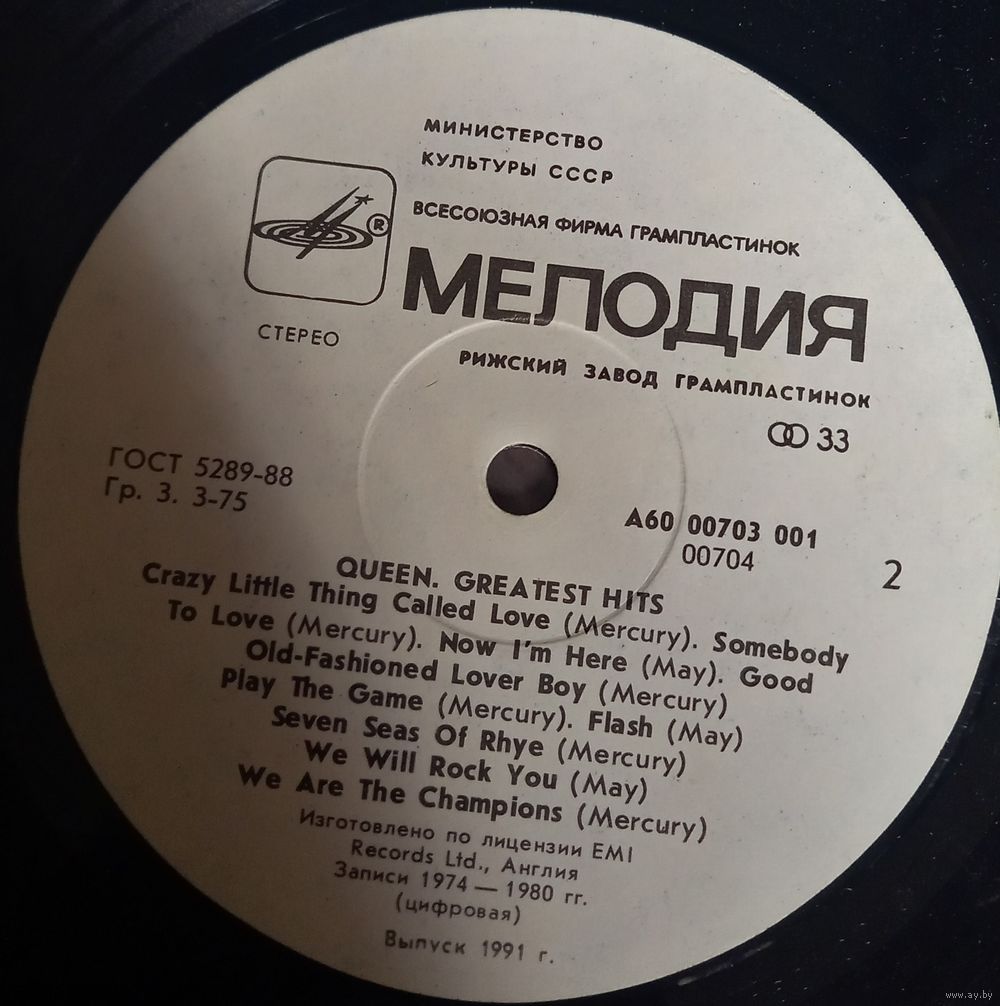 МИНИСТЕРСТВО
КУЛЬТУРЫ СССР
®
ВСЕСОЮЗНАЯ ФИРМА ГРАМПЛАСТИНОК
МЕЛОДИЯ
СТЕРЕО
РИЖСКИЙ ЗАВОД ГРАМПЛАСТИНОК
33
ГОСТ 5289-88
Гр. 3. 3-75
А60 00703 001
00704
2
QUEEN. GREATEST HITS
Crazy Little Thing Called Love (Mercury). Somebody
To Love (Mercury). Now I'm Here (May). Good
Old-Fashioned Lover Boy (Mercury)
Play The Game (Mercury). Flash (May)
Seven Seas Of Rhye (Mercury)
We Will Rock You (May)
We Are The Champions (Mercury)
Изготовлено по лицензии EMI
Records Ltd., Англия
Записи 1974 — 1980 гг.
(цифровая)
Выпуск 1991 г.
www.ay.by